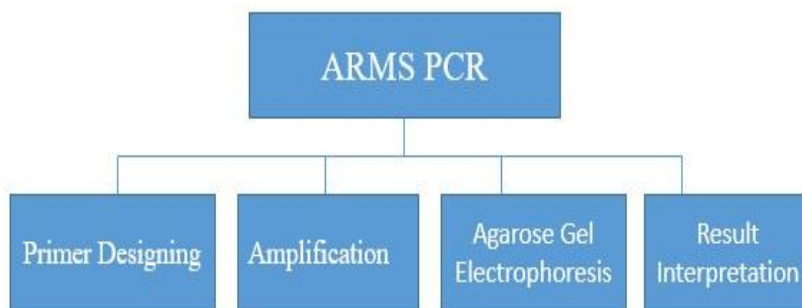 ARMS PCR
Primer Designing
Amplification
Agarose Gel
Electrophoresis
Result
Interpretation